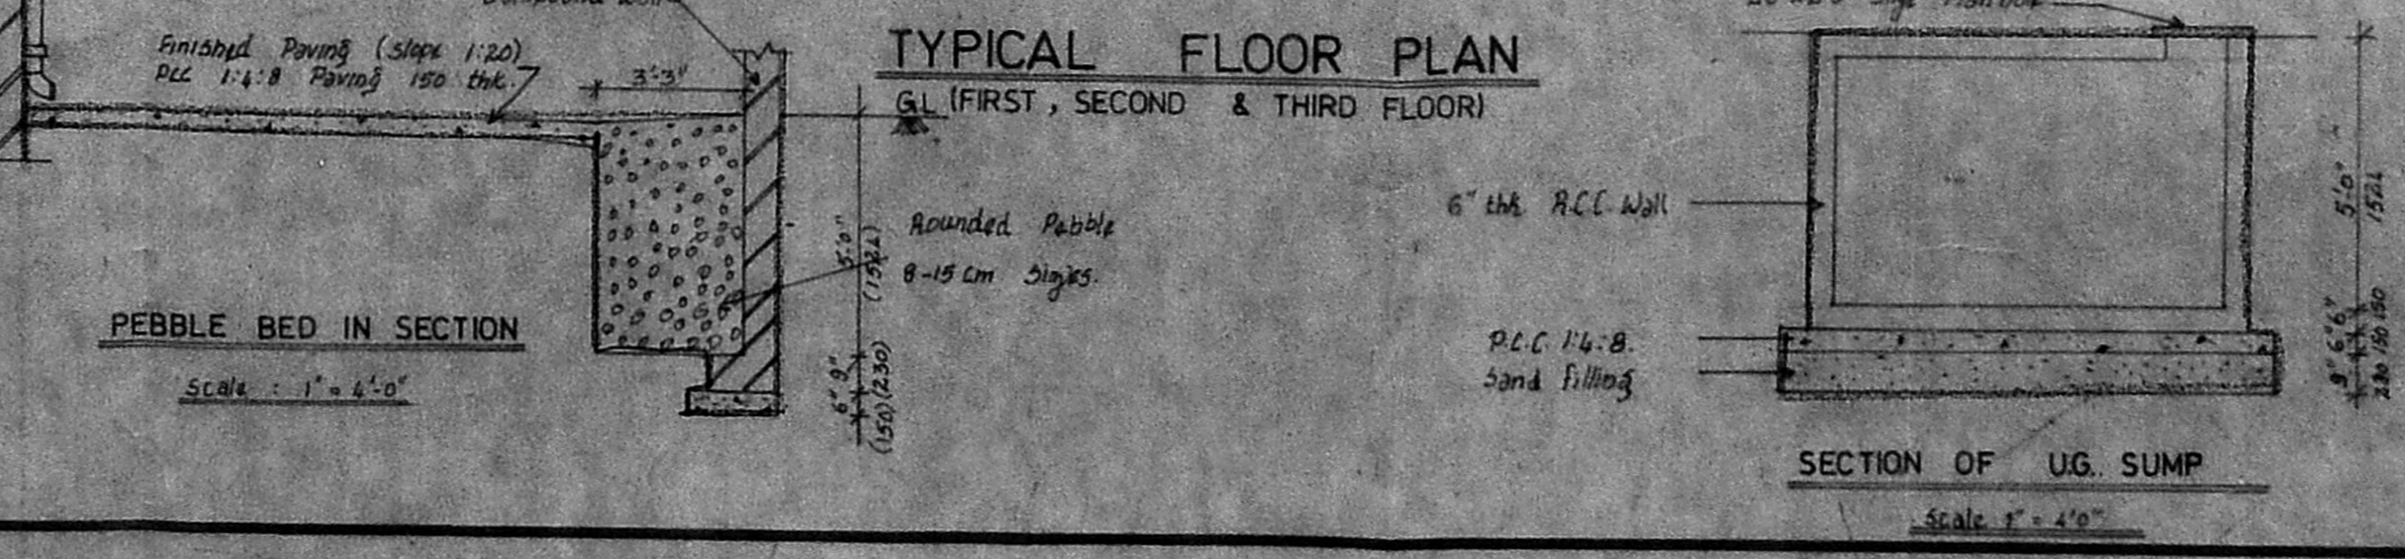 Finished Paving (slope 1:20)
PCC 1:4:8 Paving 150 thk.
3'-3"
TYPICAL FLOOR PLAN
GL (FIRST, SECOND & THIRD FLOOR)
5'0"
(1524)
Rounded Pebble
8-15 cm Sizes.
9"
(230)
6"
(150)
PEBBLE BED IN SECTION
Scale : 1" = 4'-0"
6" thk R.C.C. Wall
P.C.C. 1:4:8.
Sand filling
5'0"
1524
6"
150
6"
150
9"
230
SECTION OF U.G. SUMP
Scale 1" = 4'0"